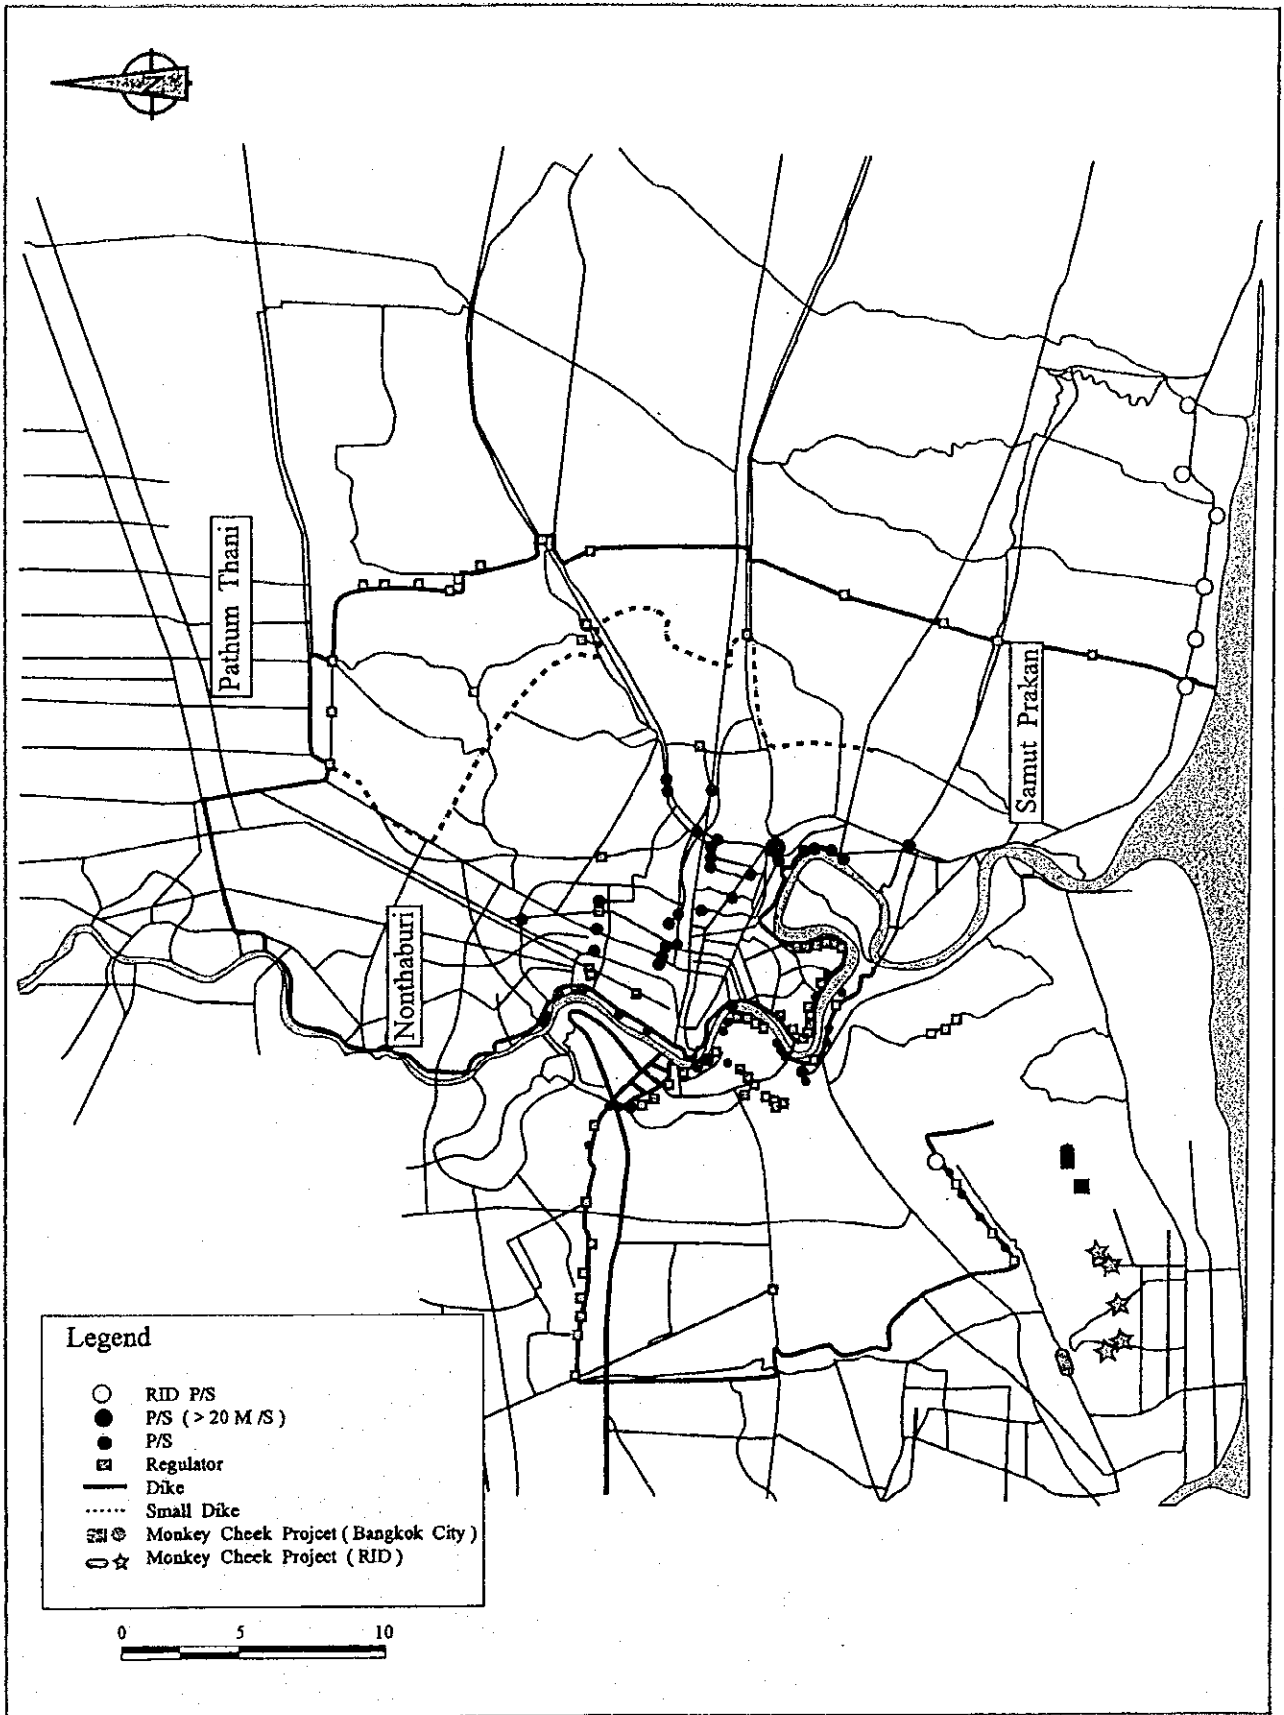 Pathum Thani
Samut Prakan
Nonthaburi
Legend
RID P/S
P/S ( > 20 M /S )
P/S
Regulator
Dike
Small Dike
Monkey Cheek Projcet ( Bangkok City )
Monkey Cheek Project ( RID )
0 5 10